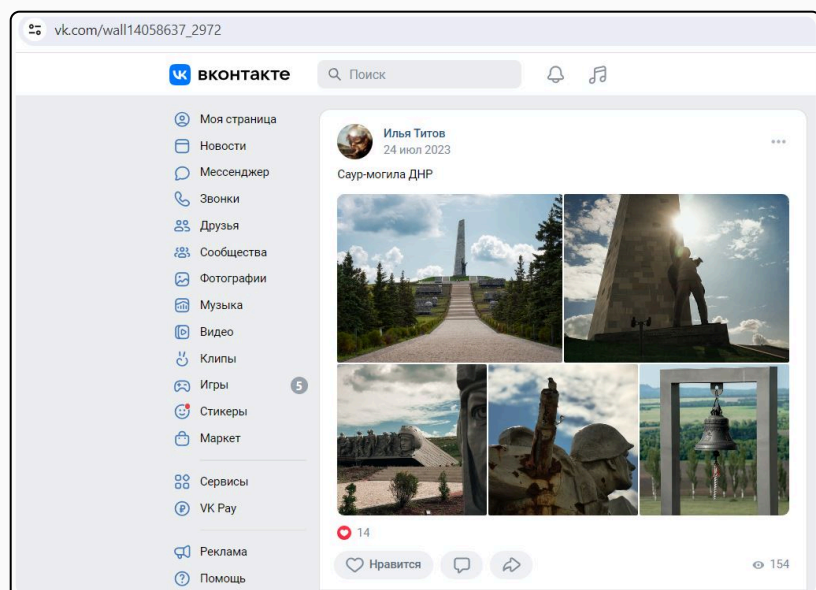 vk.com/wall14058637_2972
вконтакте
Поиск
Моя страница
Новости
Мессенджер
Звонки
Друзья
Сообщества
Фотографии
Музыка
Видео
Клипы
Игры 5
Стикеры
Маркет
Сервисы
VK Pay
Реклама
Помощь
Илья Титов
24 июл 2023
Саур-могила ДНР
14
Нравится
154